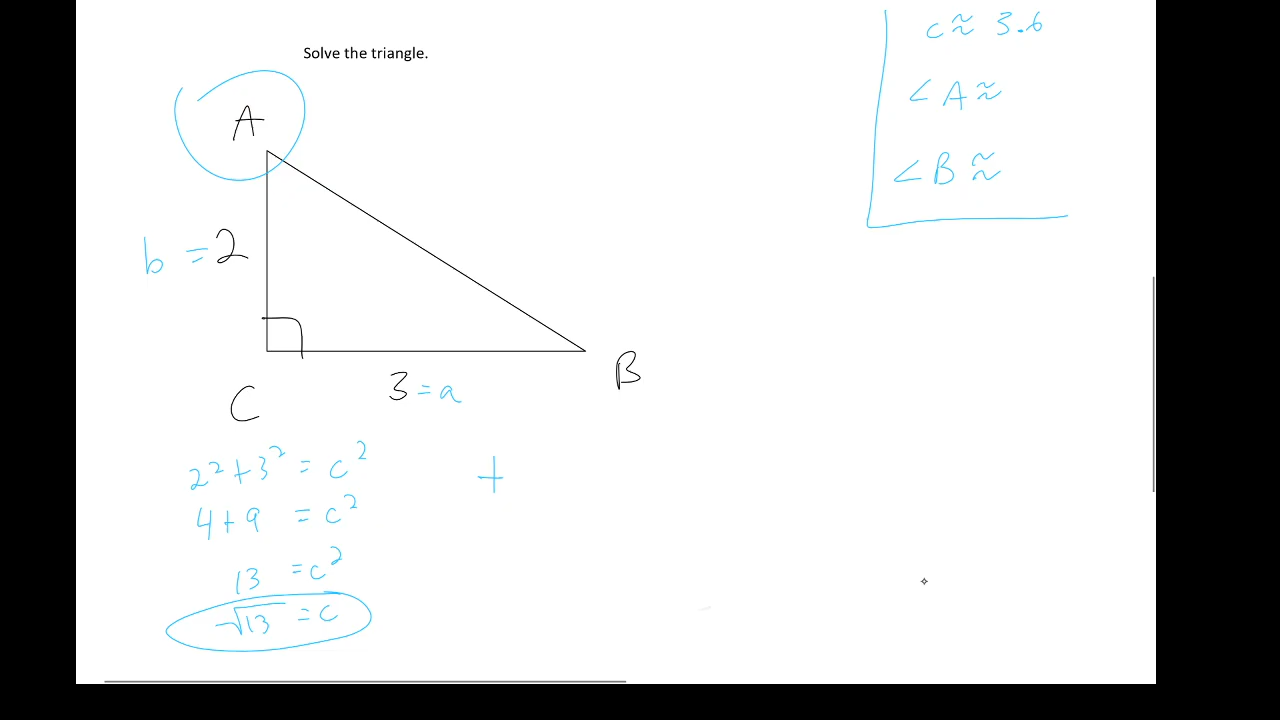 Solve the triangle.
c ≈ 3.6
∠A ≈
∠B ≈
A
b = 2
C
3 = a
B
2² + 3² = c²
4 + 9 = c²
13 = c²
√13 = c
+